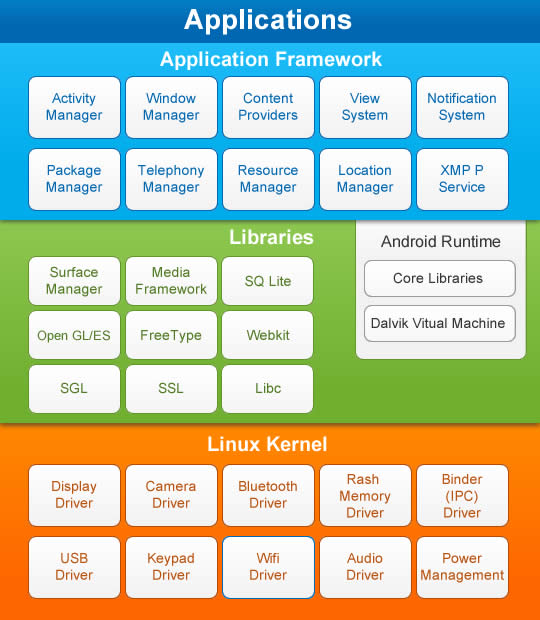 Applications
Application Framework
Activity
Manager
Window
Manager
Content
Providers
View
System
Notification
System
Package
Manager
Telephony
Manager
Resource
Manager
Location
Manager
XMP P
Service
Libraries
Surface
Manager
Media
Framework
SQ Lite
Open GL/ES
FreeType
Webkit
SGL
SSL
Libc
Android Runtime
Core Libraries
Dalvik Vitual Machine
Linux Kernel
Display
Driver
Camera
Driver
Bluetooth
Driver
Rash
Memory
Driver
Binder
(IPC)
Driver
USB
Driver
Keypad
Driver
Wifi
Driver
Audio
Driver
Power
Management